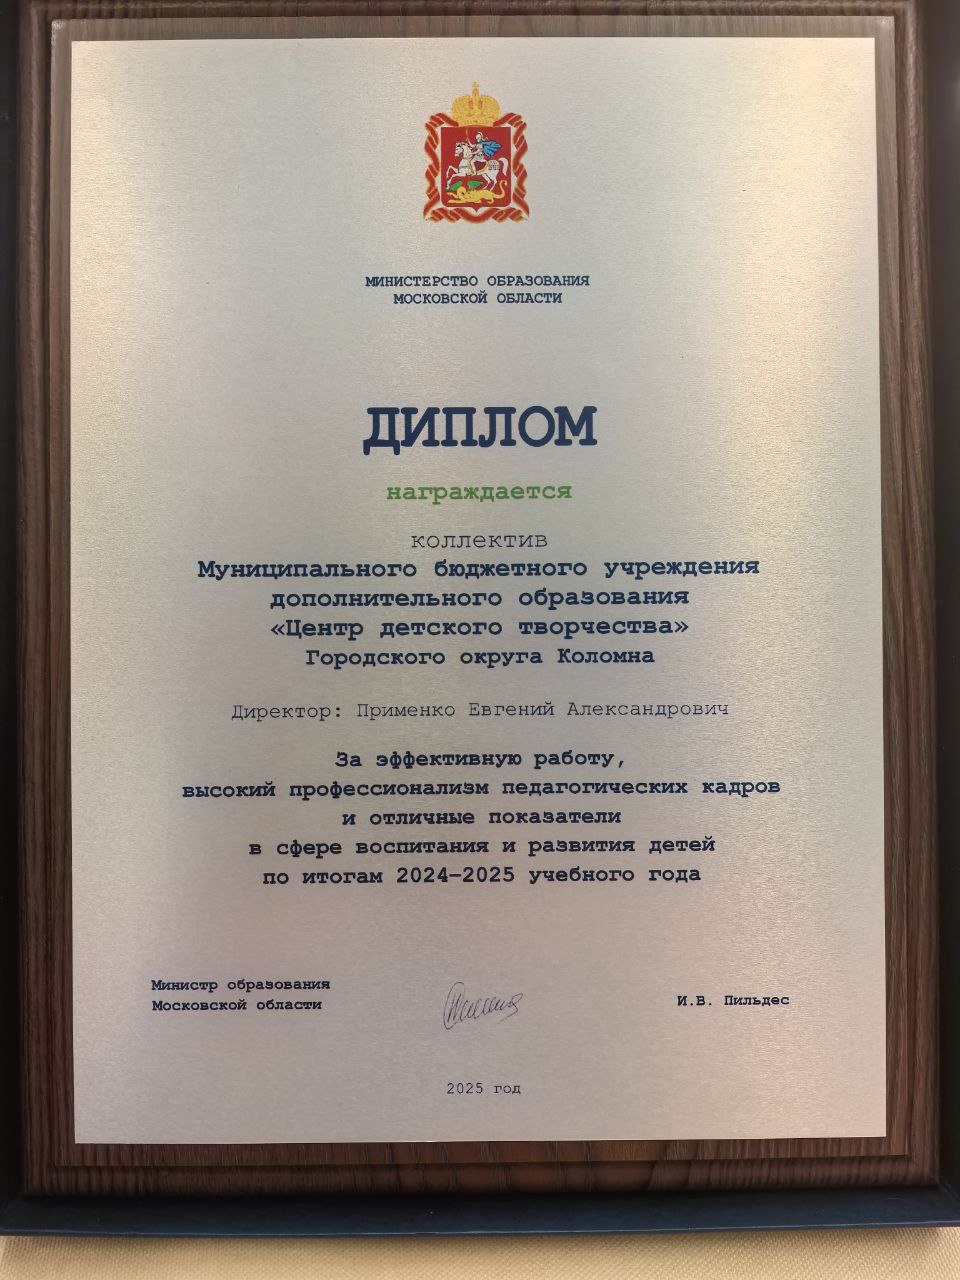 МИНИСТЕРСТВО ОБРАЗОВАНИЯ
МОСКОВСКОЙ ОБЛАСТИ
ДИПЛОМ
награждается
коллектив
Муниципального бюджетного учреждения
дополнительного образования
«Центр детского творчества»
Городского округа Коломна
Директор: Применко Евгений Александрович
За эффективную работу,
высокий профессионализм педагогических кадров
и отличные показатели
в сфере воспитания и развития детей
по итогам 2024–2025 учебного года
Министр образования
Московской области
И.В. Пильдес
2025 год